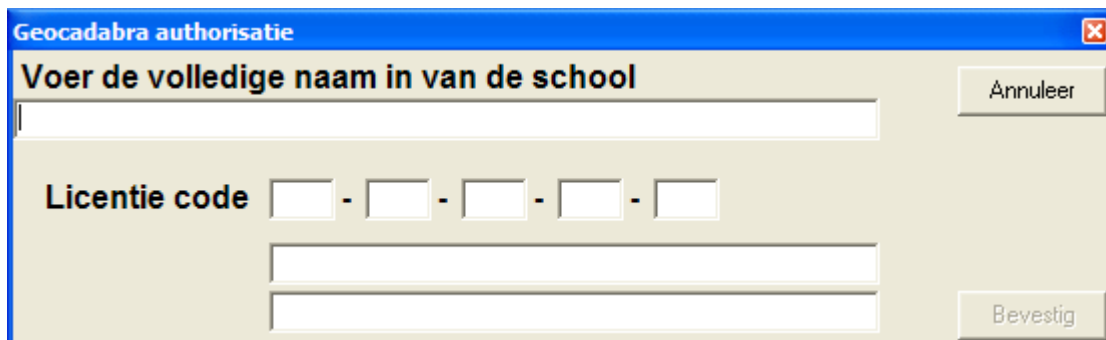 Geocadabra authorisatie
Voer de volledige naam in van de school
Annuleer
Licentie code - - - -
Bevestig